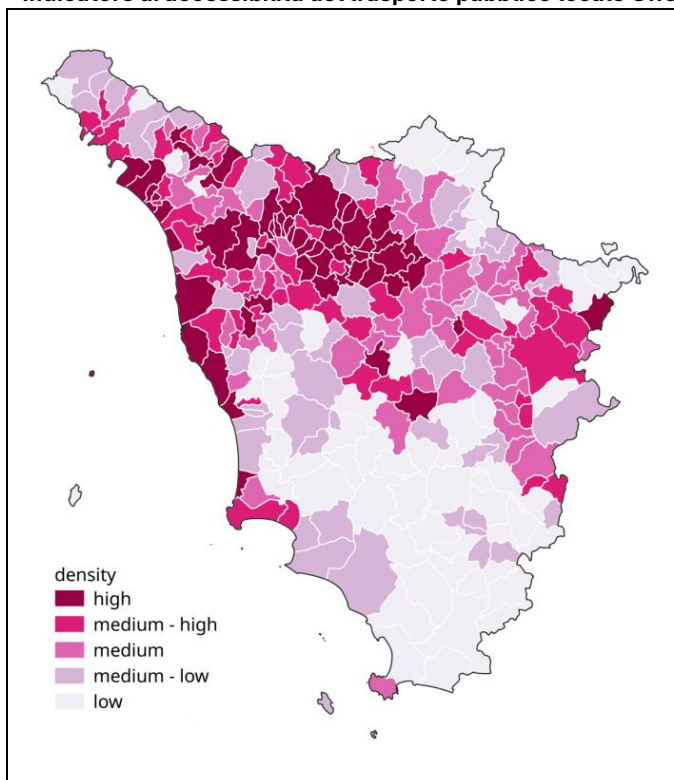 Indicatore di accessibilità del trasporto pubblico locale
density
high
medium - high
medium
medium - low
low